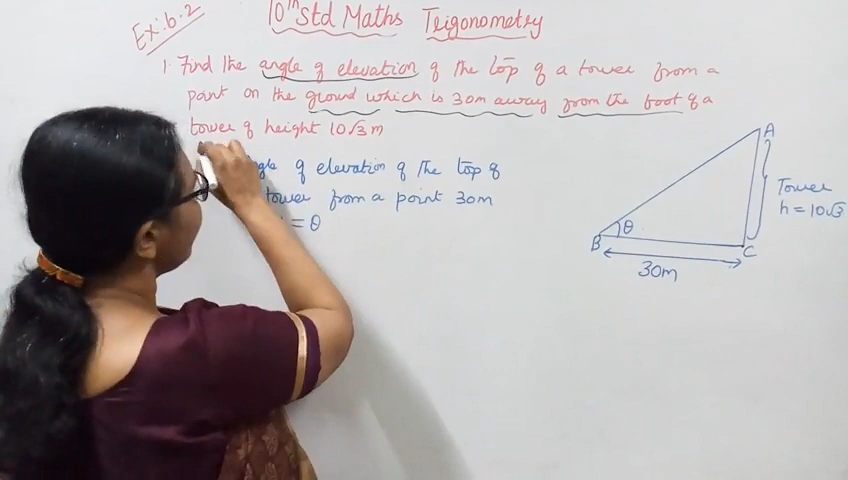 10th Std Maths Trigonometry
Ex: 6.2
1. Find the angle of elevation of the top of a tower from a
point on the ground which is 30m away from the foot of a
tower of height 10√3 m
of elevation of the top of
tower from a point 30m
= θ
A
Tower
h = 10√3
θ
B
C
30m